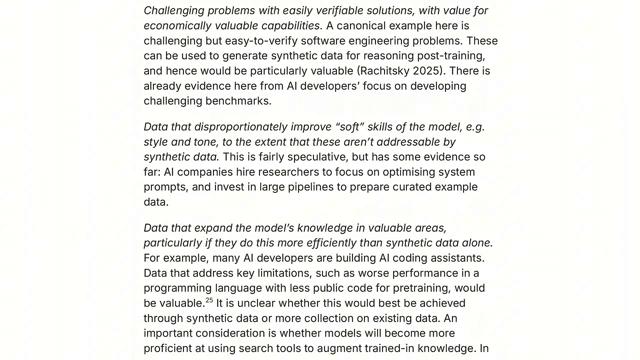 Challenging problems with easily verifiable solutions, with value for
economically valuable capabilities. A canonical example here is
challenging but easy-to-verify software engineering problems. These
can be used to generate synthetic data for reasoning post-training,
and hence would be particularly valuable (Rachitsky 2025). There is
already evidence here from AI developers’ focus on developing
challenging benchmarks.
Data that disproportionately improve “soft” skills of the model, e.g.
style and tone, to the extent that these aren’t addressable by
synthetic data. This is fairly speculative, but has some evidence so
far: AI companies hire researchers to focus on optimising system
prompts, and invest in large pipelines to prepare curated example
data.
Data that expand the model’s knowledge in valuable areas,
particularly if they do this more efficiently than synthetic data alone.
For example, many AI developers are building AI coding assistants.
Data that address key limitations, such as worse performance in a
programming language with less public code for pretraining, would
be valuable.25 It is unclear whether this would best be achieved
through synthetic data or more collection on existing data. An
important consideration is whether models will become more
proficient at using search tools to augment trained-in knowledge. In